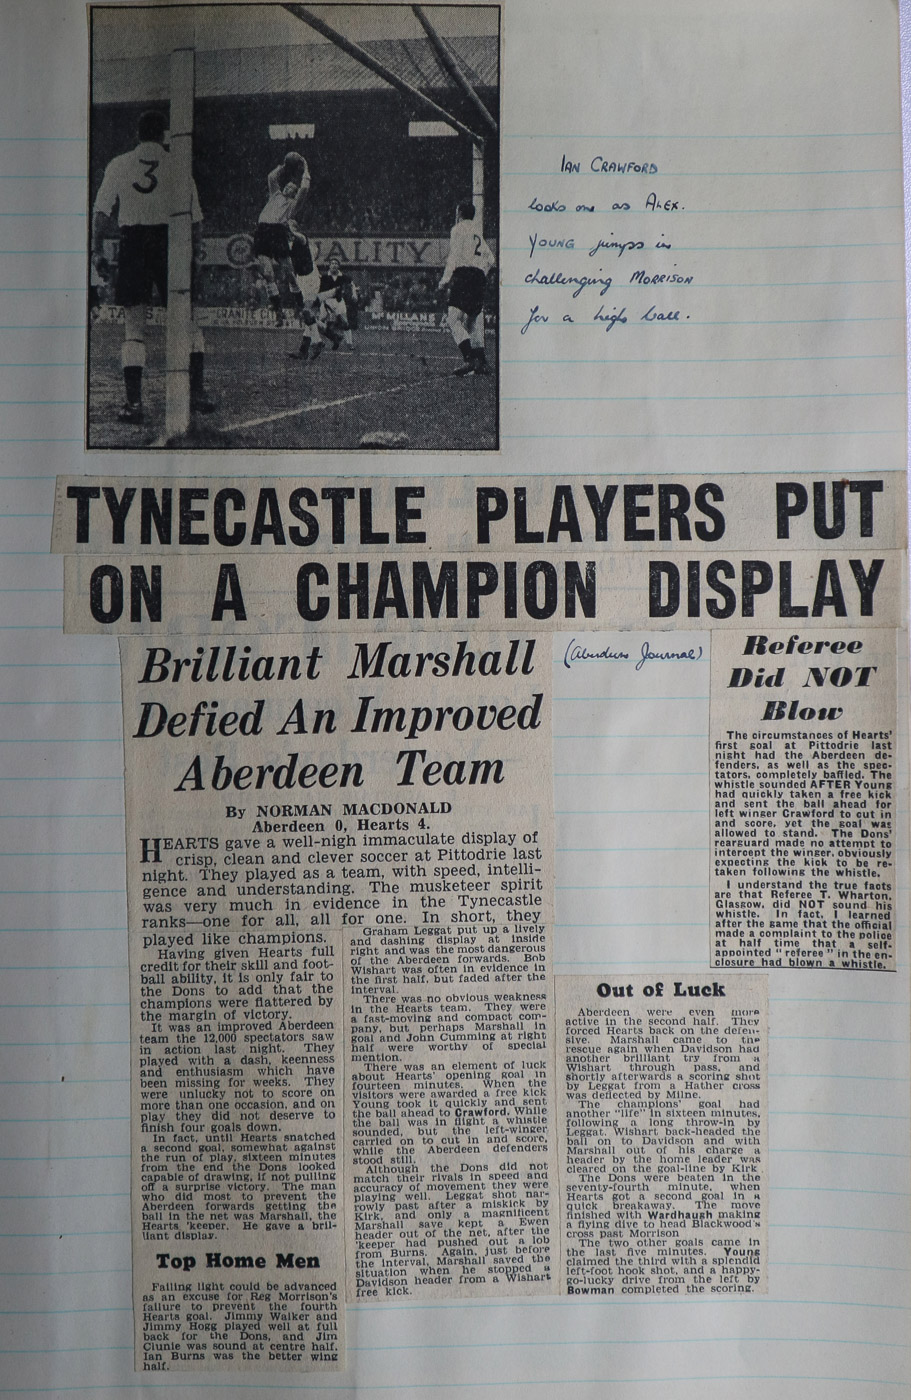 3
QUALITY
2
GRANITE CIT
McMILLANS
IAN CRAWFORD
looks on as ALEX.
YOUNG jumps in
challenging MORRISON
for a high ball.
TYNECASTLE PLAYERS PUT
ON A CHAMPION DISPLAY
Brilliant Marshall
Defied An Improved
Aberdeen Team
(Aberdeen Journal)
By NORMAN MACDONALD
Aberdeen 0, Hearts 4.
HEARTS gave a well-nigh immaculate display of
crisp, clean and clever soccer at Pittodrie last
night. They played as a team, with speed, intelli-
gence and understanding. The musketeer spirit
was very much in evidence in the Tynecastle
ranks—one for all, all for one. In short, they
played like champions.
Having given Hearts full
credit for their skill and foot-
ball ability, it is only fair to
the Dons to add that the
champions were flattered by
the margin of victory.
It was an improved Aberdeen
team the 12,000 spectators saw
in action last night. They
played with a dash, keenness
and enthusiasm which have
been missing for weeks. They
were unlucky not to score on
more than one occasion, and on
play they did not deserve to
finish four goals down.
In fact, until Hearts snatched
a second goal, somewhat against
the run of play, sixteen minutes
from the end the Dons looked
capable of drawing, if not pulling
off a surprise victory. The man
who did most to prevent the
Aberdeen forwards getting the
ball in the net was Marshall, the
Hearts 'keeper. He gave a bril-
liant display.
Top Home Men
Failing light could be advanced
as an excuse for Reg Morrison's
failure to prevent the fourth
Hearts goal. Jimmy Walker and
Jimmy Hogg played well at full
back for the Dons, and Jim
Clunie was sound at centre half.
Ian Burns was the better wing
half.
Graham Leggat put up a lively
and dashing display at inside
right and was the most dangerous
of the Aberdeen forwards. Bob
Wishart was often in evidence in
the first half, but faded after the
interval.
There was no obvious weakness
in the Hearts team. They were
a fast-moving and compact com-
pany, but perhaps Marshall in
goal and John Cumming at right
half were worthy of special
mention.
There was an element of luck
about Hearts' opening goal in
fourteen minutes. When the
visitors were awarded a free kick
Young took it quickly and sent
the ball ahead to Crawford. While
the ball was in flight a whistle
sounded, but the left-winger
carried on to cut in and score,
while the Aberdeen defenders
stood still.
Although the Dons did not
match their rivals in speed and
accuracy of movement they were
playing well. Leggat shot nar-
rowly past after a miskick by
Kirk, and only a magnificent
Marshall save kept a Ewen
header out of the net, after the
'keeper had pushed out a lob
from Burns. Again, just before
the interval, Marshall saved the
situation when he stopped a
Davidson header from a Wishart
free kick.
Out of Luck
Aberdeen were even more
active in the second half. They
forced Hearts back on the defen-
sive. Marshall came to the
rescue again when Davidson had
another brilliant try from a
Wishart through pass, and
shortly afterwards a scoring shot
by Leggat from a Hather cross
was deflected by Milne.
The champions' goal had
another "life" in sixteen minutes,
following a long throw-in by
Leggat. Wishart back-headed the
ball on to Davidson and with
Marshall out of his charge a
header by the home leader was
cleared on the goal-line by Kirk.
The Dons were beaten in the
seventy-fourth minute, when
Hearts got a second goal in a
quick breakaway. The move
finished with Wardhaugh making
a flying dive to head Blackwood's
cross past Morrison
The two other goals came in
the last five minutes. Young
claimed the third with a splendid
left-foot hook shot, and a happy-
go-lucky drive from the left by
Bowman completed the scoring.
Referee
Did NOT
Blow
The circumstances of Hearts'
first goal at Pittodrie last
night had the Aberdeen de-
fenders, as well as the spec-
tators, completely baffled. The
whistle sounded AFTER Young
had quickly taken a free kick
and sent the ball ahead for
left winger Crawford to cut in
and score, yet the goal was
allowed to stand. The Dons'
rearguard made no attempt to
intercept the winger, obviously
expecting the kick to be re-
taken following the whistle.
I understand the true facts
are that Referee T. Wharton,
Glasgow, did NOT sound his
whistle. In fact, I learned
after the game that the official
made a complaint to the police
at half time that a self-
appointed "referee" in the en-
closure had blown a whistle.